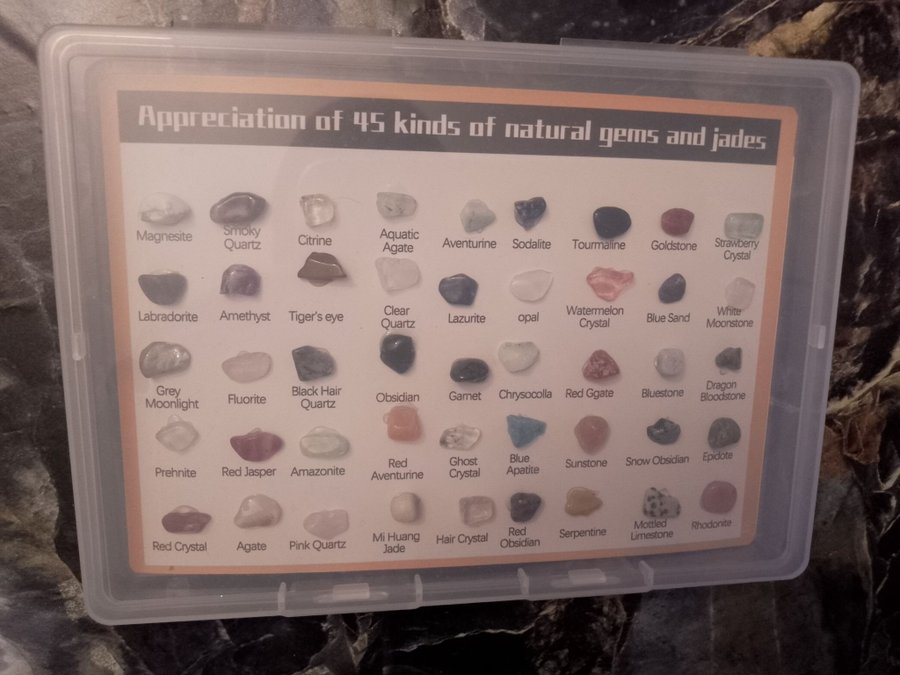 Appreciation of 45 kinds of natural gems and jades
Magnesite
Smoky
Quartz
Citrine
Aquatic
Agate
Aventurine
Sodalite
Tourmaline
Goldstone
Strawberry
Crystal
Labradorite
Amethyst
Tiger's eye
Clear
Quartz
Lazurite
opal
Watermelon
Crystal
Blue Sand
White
Moonstone
Grey
Moonlight
Fluorite
Black Hair
Quartz
Obsidian
Garnet
Chrysocolla
Red Ggate
Bluestone
Dragon
Bloodstone
Prehnite
Red Jasper
Amazonite
Red
Aventurine
Ghost
Crystal
Blue
Apatite
Sunstone
Snow Obsidian
Epidote
Red Crystal
Agate
Pink Quartz
Mi Huang
Jade
Hair Crystal
Red
Obsidian
Serpentine
Mottled
Limestone
Rhodonite